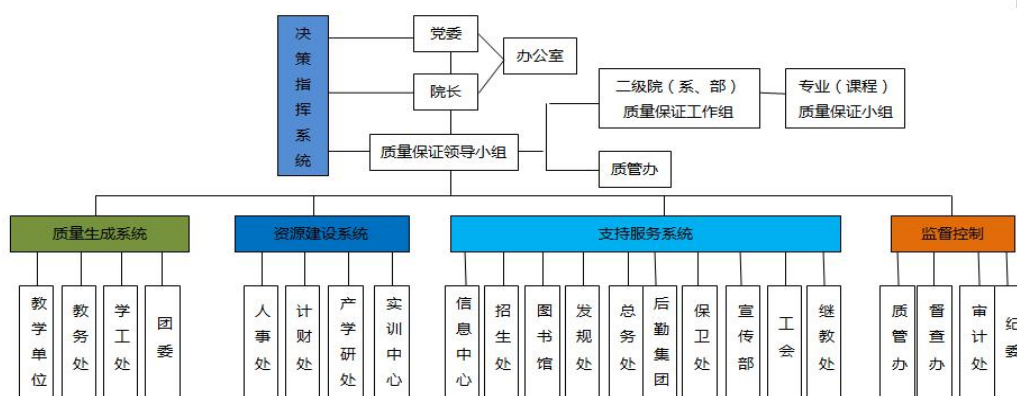 决策指挥系统
党委
办公室
院长
二级院（系、部）
质量保证工作组
专业（课程）
质量保证小组
质量保证领导小组
质管办
质量生成系统
资源建设系统
支持服务系统
监督控制
教学单位
教务处
学工处
团委
人事处
计财处
产学研处
实训中心
信息中心
招生处
图书馆
发规处
总务处
后勤集团
保卫处
宣传部
工会
继教处
质管办
督查办
审计处
纪委